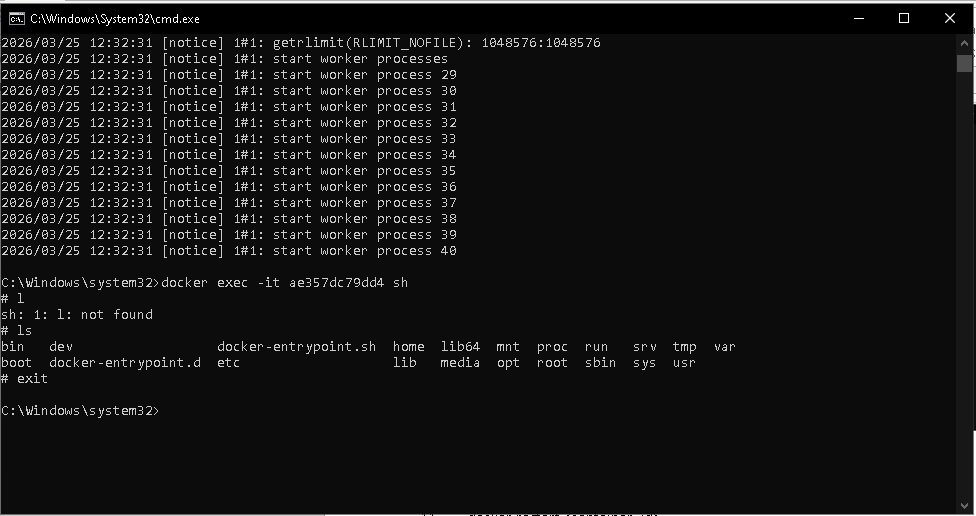 C:\Windows\System32\cmd.exe
2026/03/25 12:32:31 [notice] 1#1: getrlimit(RLIMIT_NOFILE): 1048576:1048576
2026/03/25 12:32:31 [notice] 1#1: start worker processes
2026/03/25 12:32:31 [notice] 1#1: start worker process 29
2026/03/25 12:32:31 [notice] 1#1: start worker process 30
2026/03/25 12:32:31 [notice] 1#1: start worker process 31
2026/03/25 12:32:31 [notice] 1#1: start worker process 32
2026/03/25 12:32:31 [notice] 1#1: start worker process 33
2026/03/25 12:32:31 [notice] 1#1: start worker process 34
2026/03/25 12:32:31 [notice] 1#1: start worker process 35
2026/03/25 12:32:31 [notice] 1#1: start worker process 36
2026/03/25 12:32:31 [notice] 1#1: start worker process 37
2026/03/25 12:32:31 [notice] 1#1: start worker process 38
2026/03/25 12:32:31 [notice] 1#1: start worker process 39
2026/03/25 12:32:31 [notice] 1#1: start worker process 40
C:\Windows\system32>docker exec -it ae357dc79dd4 sh
# l
sh: 1: l: not found
# ls
bin   dev                  docker-entrypoint.sh  home  lib64  mnt  proc  run   srv  tmp  var
boot  docker-entrypoint.d  etc                   lib   media  opt  root  sbin  sys  usr
# exit
C:\Windows\system32>